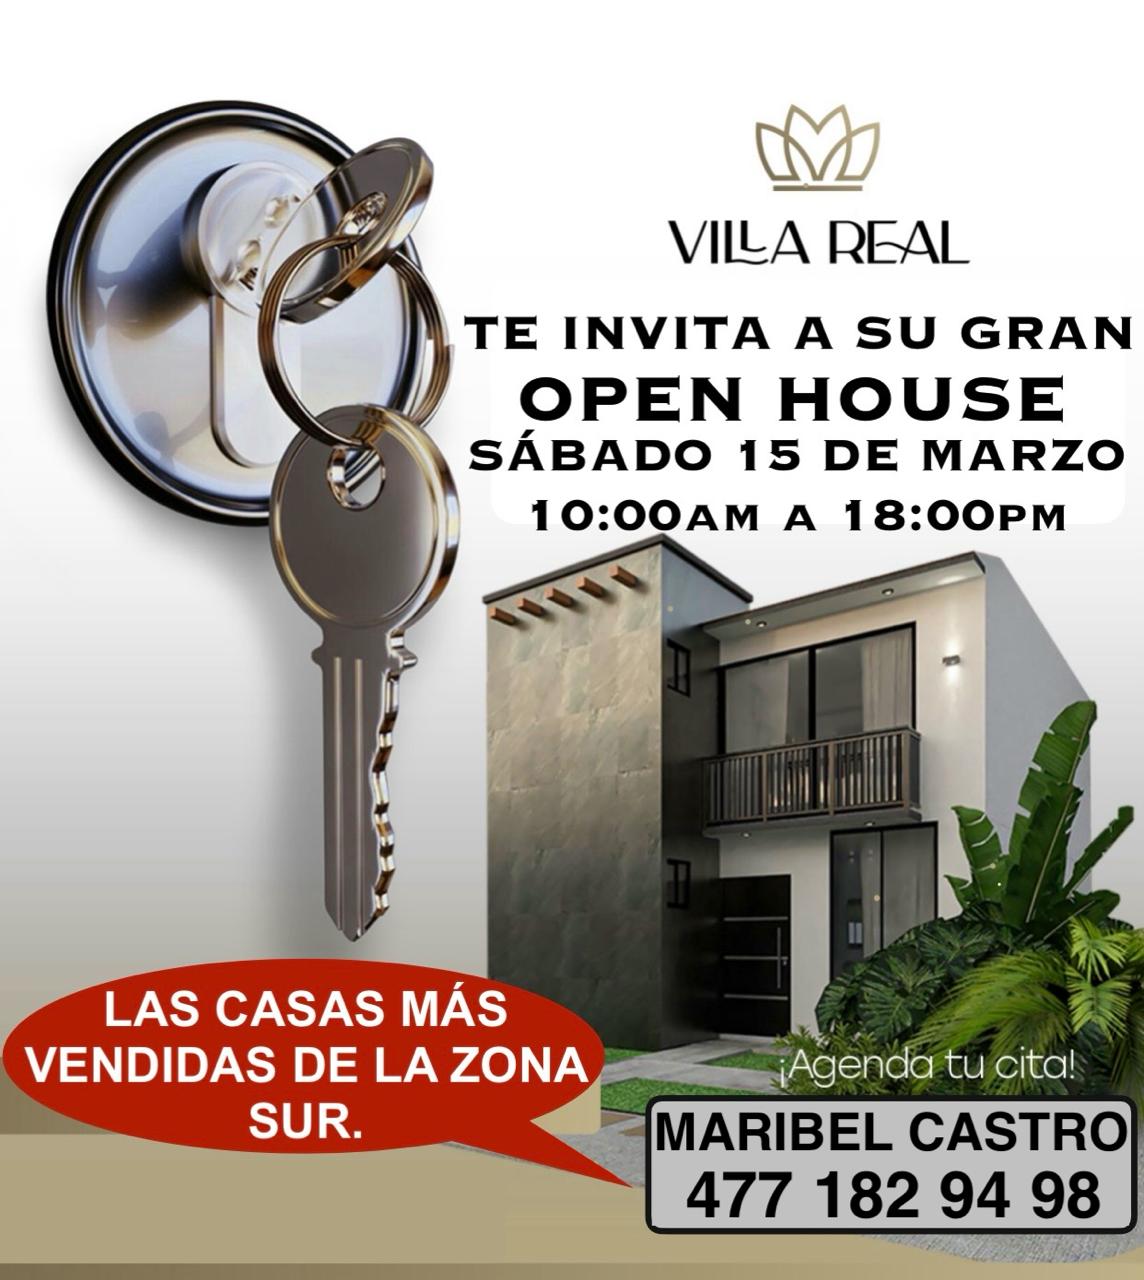 VILLA REAL
TE INVITA A SU GRAN
OPEN HOUSE
SÁBADO 15 DE MARZO
10:00AM A 18:00PM
LAS CASAS MÁS
VENDIDAS DE LA ZONA
SUR.
¡Agenda tu cita!
MARIBEL CASTRO
477 182 94 98